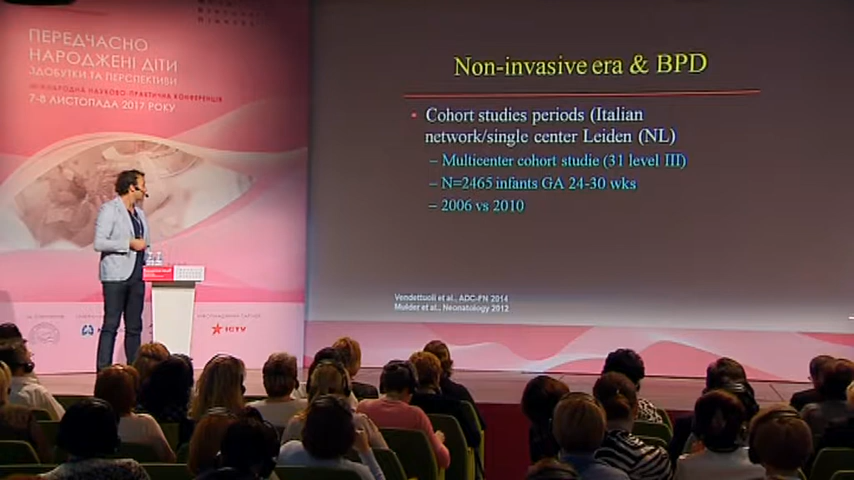 ПЕРЕДЧАСНО
НАРОДЖЕНІ ДІТИ
ЗДОБУТКИ ТА ПЕРСПЕКТИВИ
МІЖНАРОДНА НАУКОВО-ПРАКТИЧНА КОНФЕРЕНЦІЯ
7-8 ЛИСТОПАДА 2017 РОКУ
ICTV
Non-invasive era & BPD
• Cohort studies periods (Italian
network/single center Leiden (NL)
– Multicenter cohort studie (31 level III)
– N=2465 infants GA 24-30 wks
– 2006 vs 2010
Vendettuoli et al., ADC-FN 2014
Mulder et al., Neonatology 2012